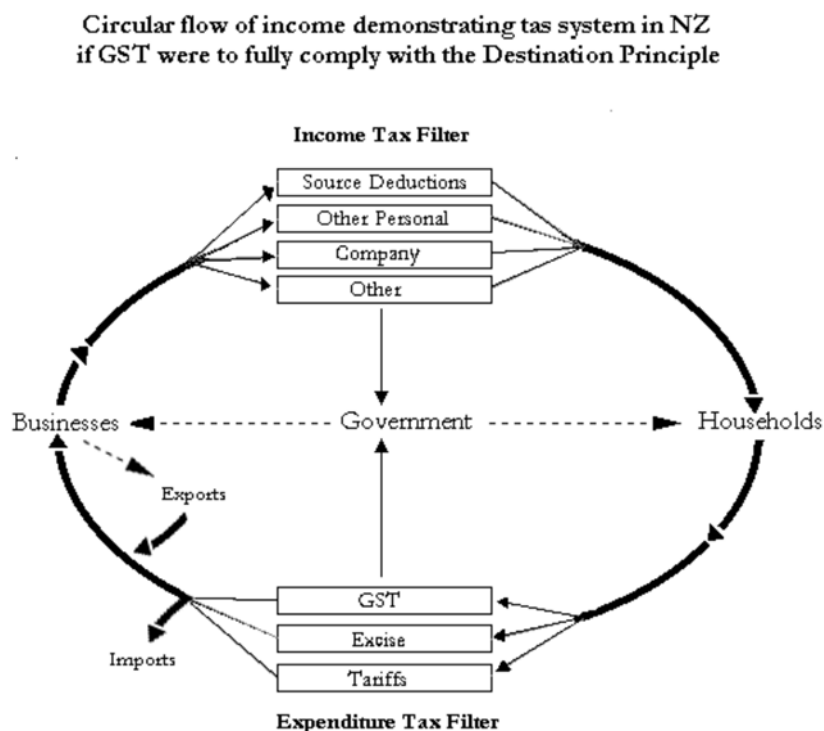 Circular flow of income demonstrating tas system in NZ
if GST were to fully comply with the Destination Principle
Income Tax Filter
Source Deductions
Other Personal
Company
Other
Businesses
Government
Households
Exports
GST
Excise
Imports
Tariffs
Expenditure Tax Filter